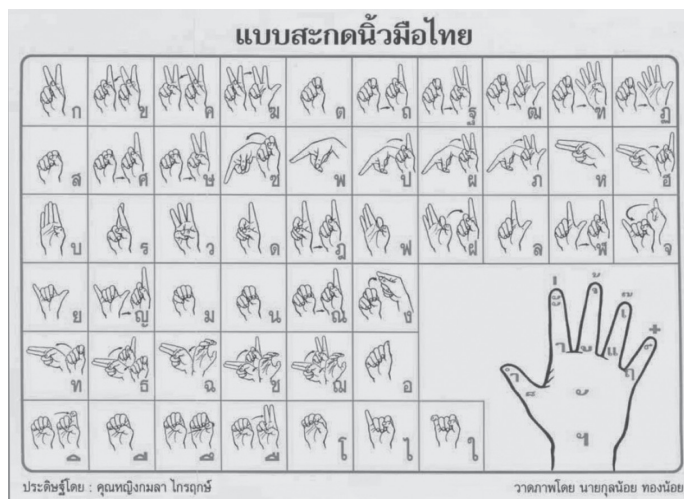 แบบสะกดนิ้วมือไทย
ก ข ค ฆ ต ถ ฐ ฒ ฑ ฏ
ส ศ ษ ซ พ ป ผ ภ ห ฮ
บ ร ว ด ฎ ฟ ฝ ล ฬ จ
ย ญ ม น ณ ง
ท ธ ฉ ช ฌ อ
◌ิ ◌ี ◌ึ ◌ื โ ไ ใ
ประดิษฐ์โดย : คุณหญิงกมลา ไกรฤกษ์
วาดภาพโดย นายกุลน้อย ทองน้อย